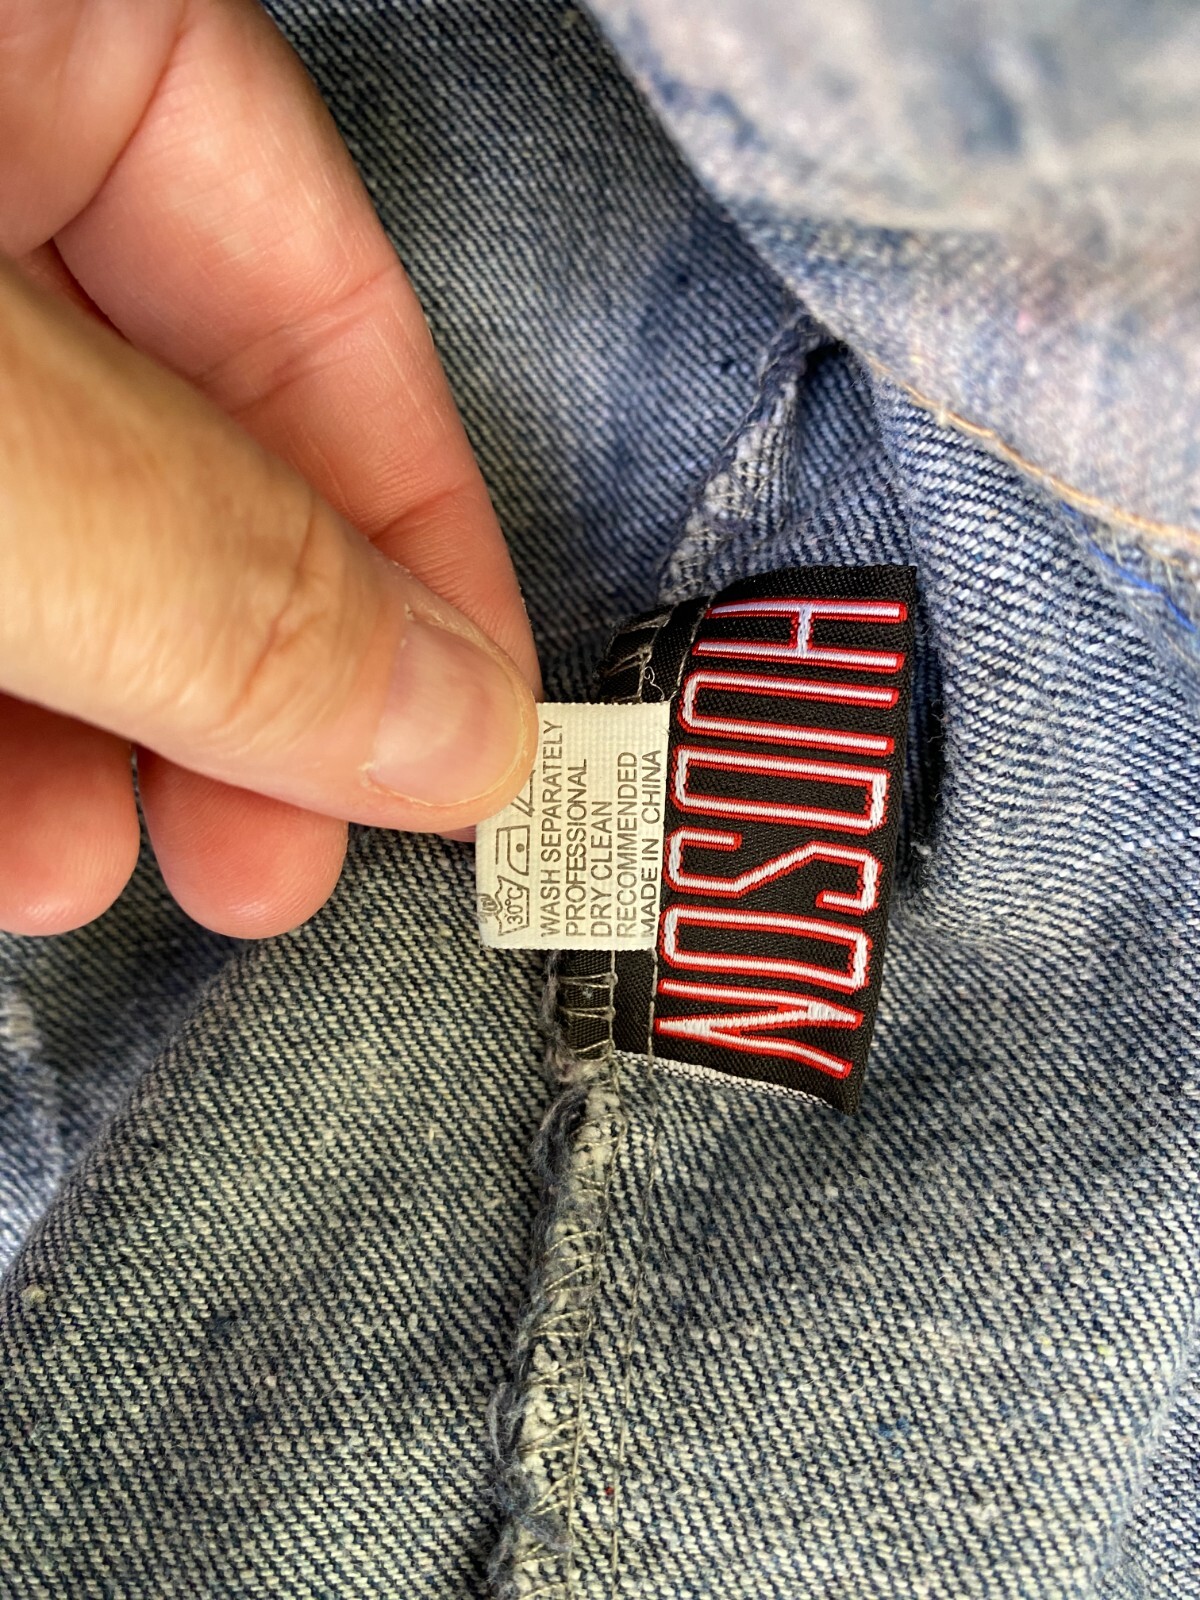 30°C
WASH SEPARATELY
PROFESSIONAL
DRY CLEAN
RECOMMENDED
MADE IN CHINA
HUDSON